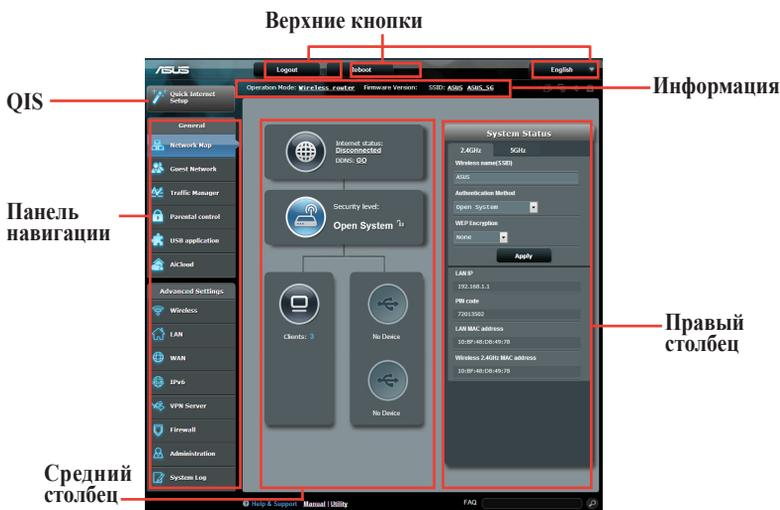 Верхние кнопки
ASUS
Logout
Reboot
English
QIS
Quick Internet
Setup
Operation Mode: Wireless router Firmware Version: SSID: ASUS ASUS_5G
Информация
General
Network Map
Guest Network
Traffic Manager
Parental control
USB application
AiCloud
Advanced Settings
Wireless
LAN
WAN
IPv6
VPN Server
Firewall
Administration
System Log
Панель
навигации
Internet status:
Disconnected
DDNS: GO
Security level:
Open System
Clients: 3
No Device
No Device
System Status
2.4GHz 5GHz
Wireless name(SSID)
ASUS
Authentication Method
Open System
WEP Encryption
None
Apply
LAN IP
192.168.1.1
PIN code
72013502
LAN MAC address
10:BF:48:D8:49:78
Wireless 2.4GHz MAC address
10:BF:48:D8:49:78
Правый
столбец
Средний
столбец
Help & Support Manual | Utility FAQ